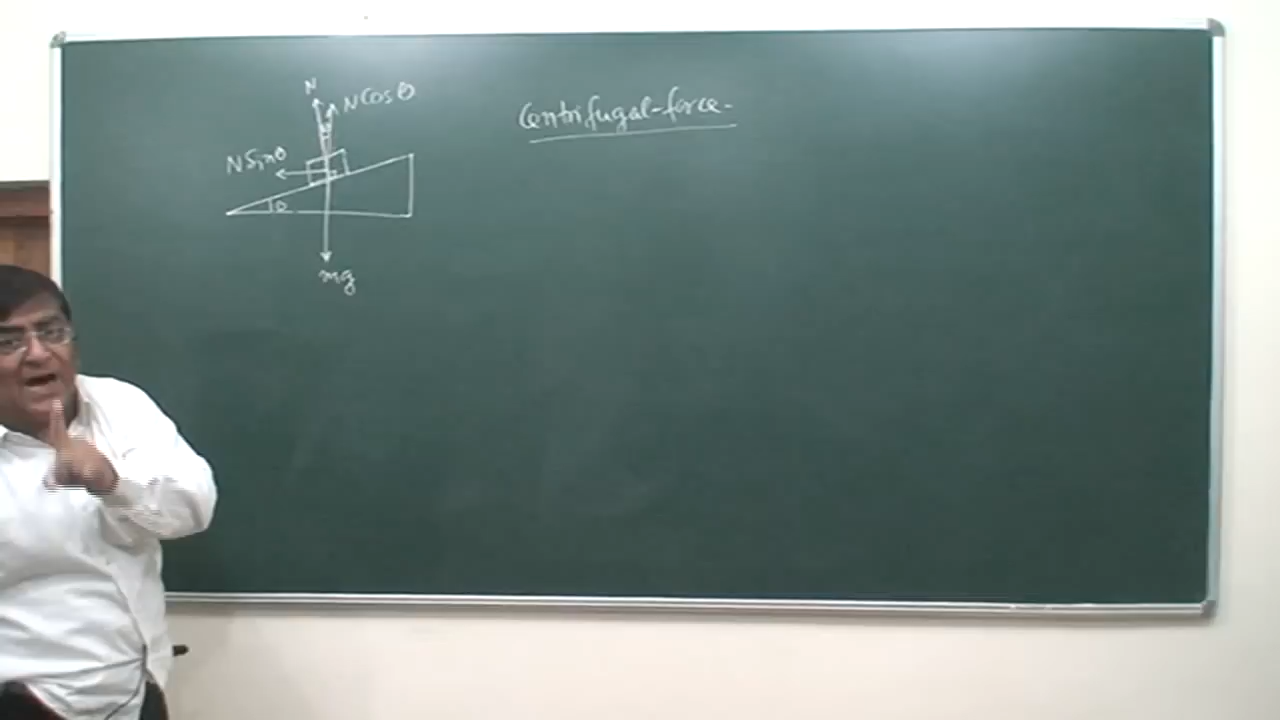 N
NCosθ
Centrifugal-force-
NSinθ
θ
θ
mg